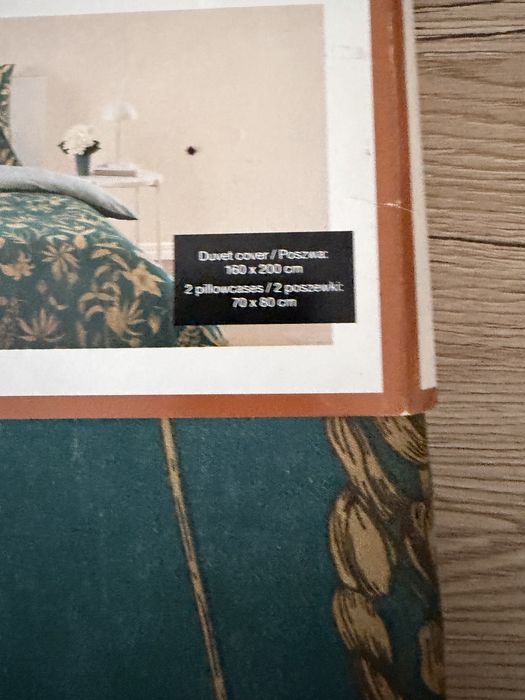 Duvet cover / Poszwa:
160 x 200 cm
2 pillowcases / 2 poszewki:
70 x 80 cm